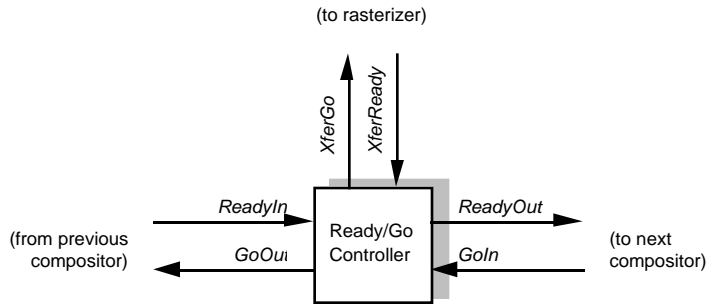 (to rasterizer)
XferGo
XferReady
ReadyIn
ReadyOut
Ready/Go
Controller
(from previous
compositor)
GoOut
GoIn
(to next
compositor)